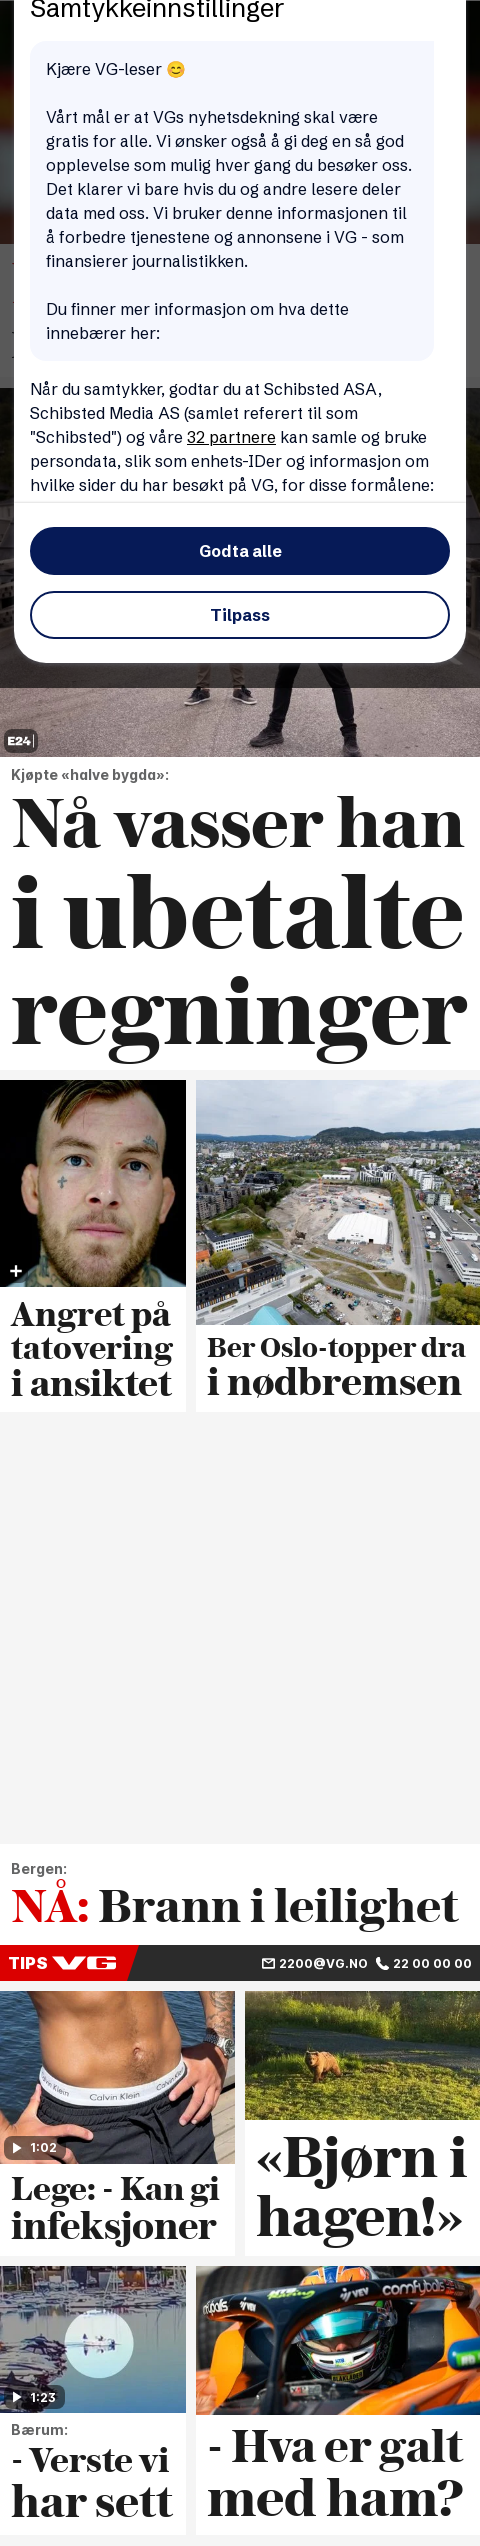 Samtykkeinnstillinger
Kjære VG-leser 😊
Vårt mål er at VGs nyhetsdekning skal være
gratis for alle. Vi ønsker også å gi deg en så god
opplevelse som mulig hver gang du besøker oss.
Det klarer vi bare hvis du og andre lesere deler
data med oss. Vi bruker denne informasjonen til
å forbedre tjenestene og annonsene i VG - som
finansierer journalistikken.
Du finner mer informasjon om hva dette
innebærer her:
Når du samtykker, godtar du at Schibsted ASA,
Schibsted Media AS (samlet referert til som
"Schibsted") og våre 32 partnere kan samle og bruke
persondata, slik som enhets-IDer og informasjon om
hvilke sider du har besøkt på VG, for disse formålene:
Godta alle
Tilpass
E24
Kjøpte «halve bygda»:
Nå vasser han
i ubetalte
regninger
Angret på
tatovering
i ansiktet
Ber Oslo-topper dra
i nødbremsen
Bergen:
NÅ: Brann i leilighet
TIPS VG
2200@VG.NO 22 00 00 00
Calvin Klein
1:02
Lege: - Kan gi
infeksjoner
«Bjørn i
hagen!»
1:23
Bærum:
- Verste vi
har sett
comfyballs
- Hva er galt
med ham?